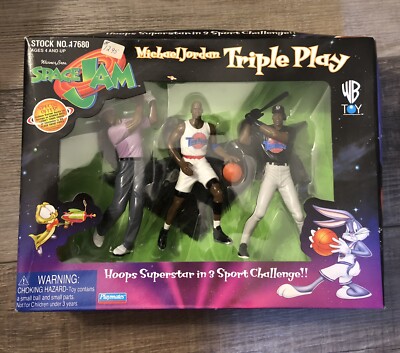 Hoops Superstar in 3 Sport Challenge!
STOCK NO. 47680
AGES 4 AND UP
Michael Jordan Triple Play
Warner Bros.
SPACE JAM
WB
TOY
Hoops Superstar in 3 Sport Challenge!!
WARNING:
CHOKING HAZARD-Toy contains
a small ball and small parts.
Not for Children under 3 years
Playmates